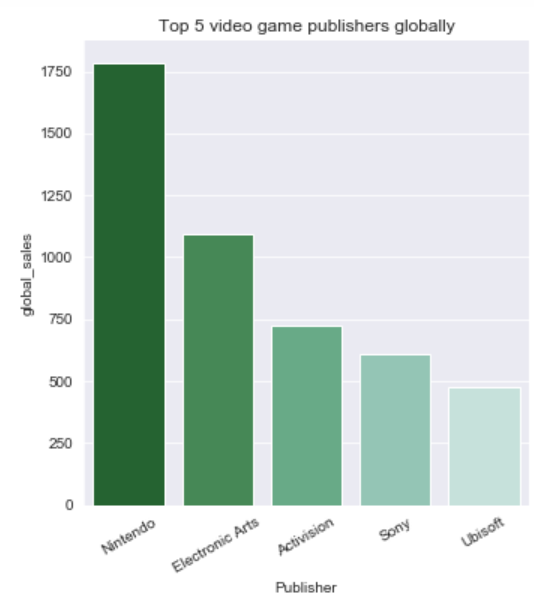 Top 5 video game publishers globally
1750
1500
1250
1000
750
500
250
0
global_sales
Nintendo
Electronic Arts
Activision
Sony
Ubisoft
Publisher